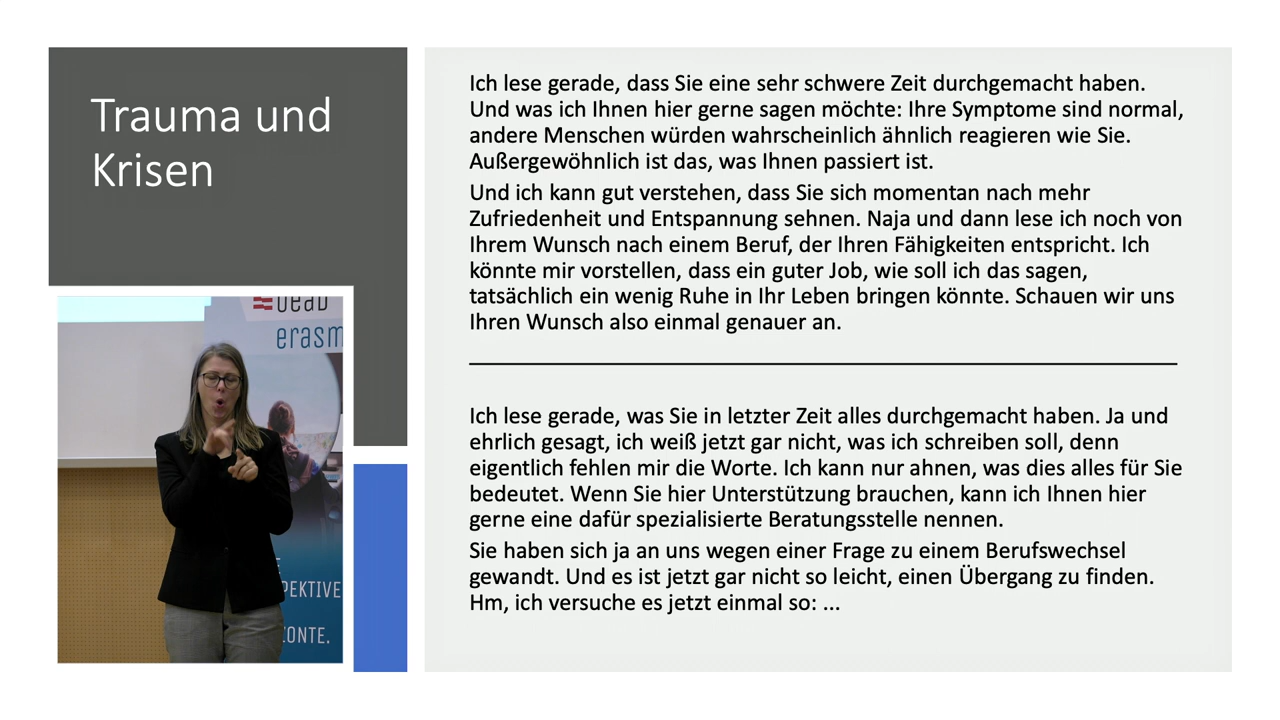 Trauma und
Krisen
Ich lese gerade, dass Sie eine sehr schwere Zeit durchgemacht haben.
Und was ich Ihnen hier gerne sagen möchte: Ihre Symptome sind normal,
andere Menschen würden wahrscheinlich ähnlich reagieren wie Sie.
Außergewöhnlich ist das, was Ihnen passiert ist.
Und ich kann gut verstehen, dass Sie sich momentan nach mehr
Zufriedenheit und Entspannung sehnen. Naja und dann lese ich noch von
Ihrem Wunsch nach einem Beruf, der Ihren Fähigkeiten entspricht. Ich
könnte mir vorstellen, dass ein guter Job, wie soll ich das sagen,
tatsächlich ein wenig Ruhe in Ihr Leben bringen könnte. Schauen wir uns
Ihren Wunsch also einmal genauer an.
Ich lese gerade, was Sie in letzter Zeit alles durchgemacht haben. Ja und
ehrlich gesagt, ich weiß jetzt gar nicht, was ich schreiben soll, denn
eigentlich fehlen mir die Worte. Ich kann nur ahnen, was dies alles für Sie
bedeutet. Wenn Sie hier Unterstützung brauchen, kann ich Ihnen hier
gerne eine dafür spezialisierte Beratungsstelle nennen.
Sie haben sich ja an uns wegen einer Frage zu einem Berufswechsel
gewandt. Und es ist jetzt gar nicht so leicht, einen Übergang zu finden.
Hm, ich versuche es jetzt einmal so: ...
erasm
PEKTIVE